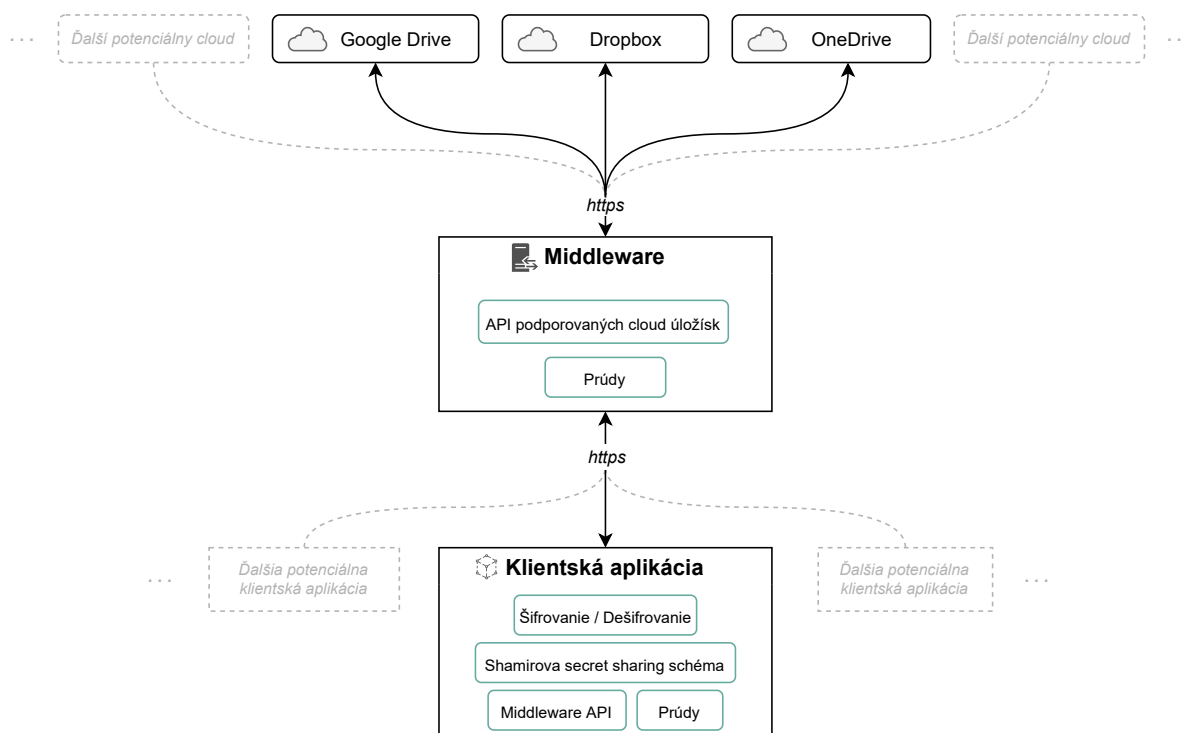 ... Ďalší potenciálny cloud Google Drive Dropbox OneDrive Ďalší potenciálny cloud ...
https
Middleware
API podporovaných cloud úložísk
Prúdy
https
Klientská aplikácia
... Ďalšia potenciálna
klientská aplikácia
Ďalšia potenciálna
klientská aplikácia ...
Šifrovanie / Dešifrovanie
Shamirova secret sharing schéma
Middleware API Prúdy